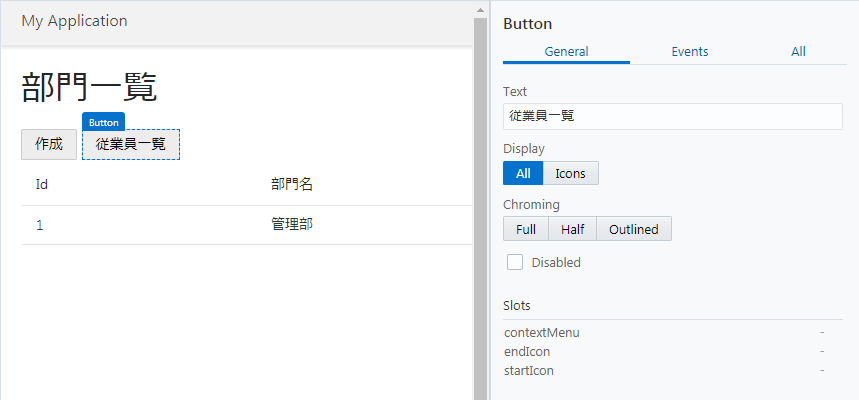 My Application
部門一覧
Button
作成 従業員一覧
Id 部門名
1 管理部
Button
General Events All
Text
従業員一覧
Display
All Icons
Chroming
Full Half Outlined
Disabled
Slots
contextMenu -
endIcon -
startIcon -